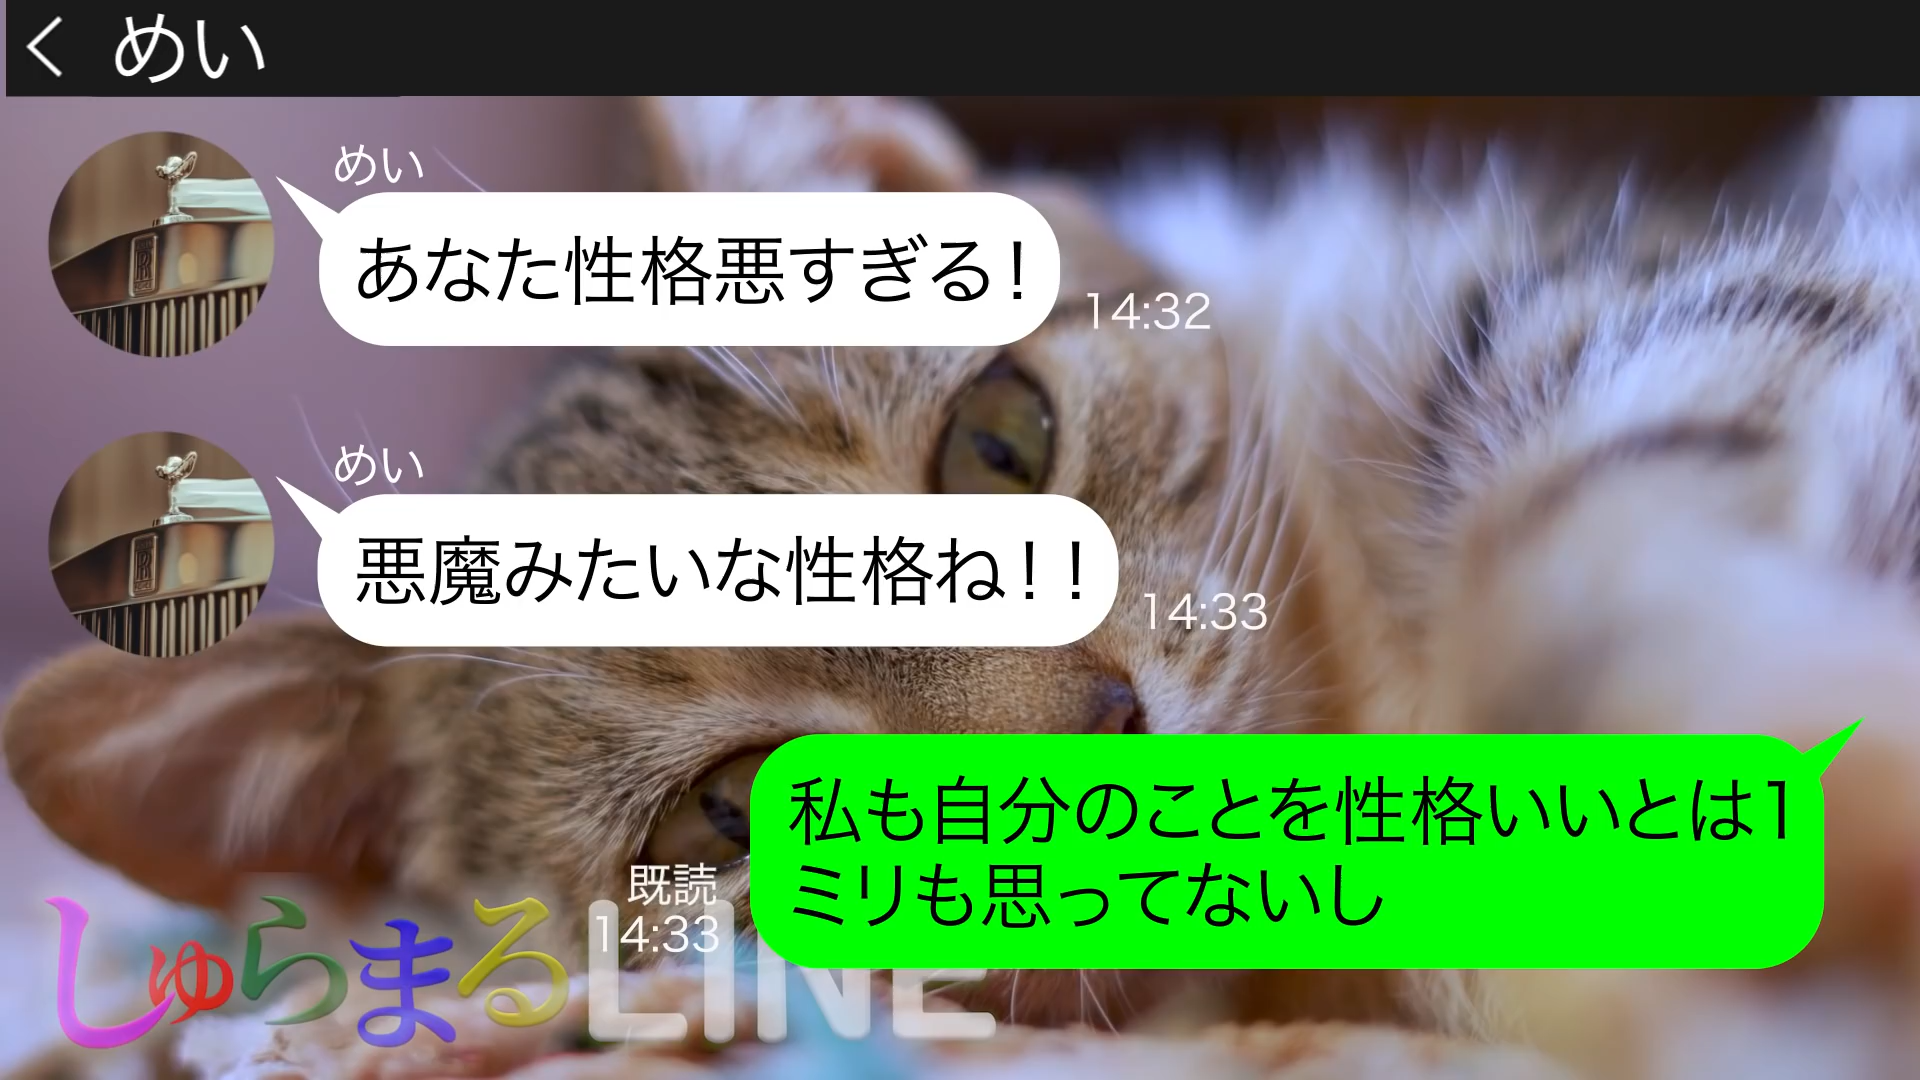 めい
めい
あなた性格悪すぎる！
14:32
めい
悪魔みたいな性格ね！！
14:33
私も自分のことを性格いいとは1
ミリも思ってないし
既読
14:33
しゅらまるLINE